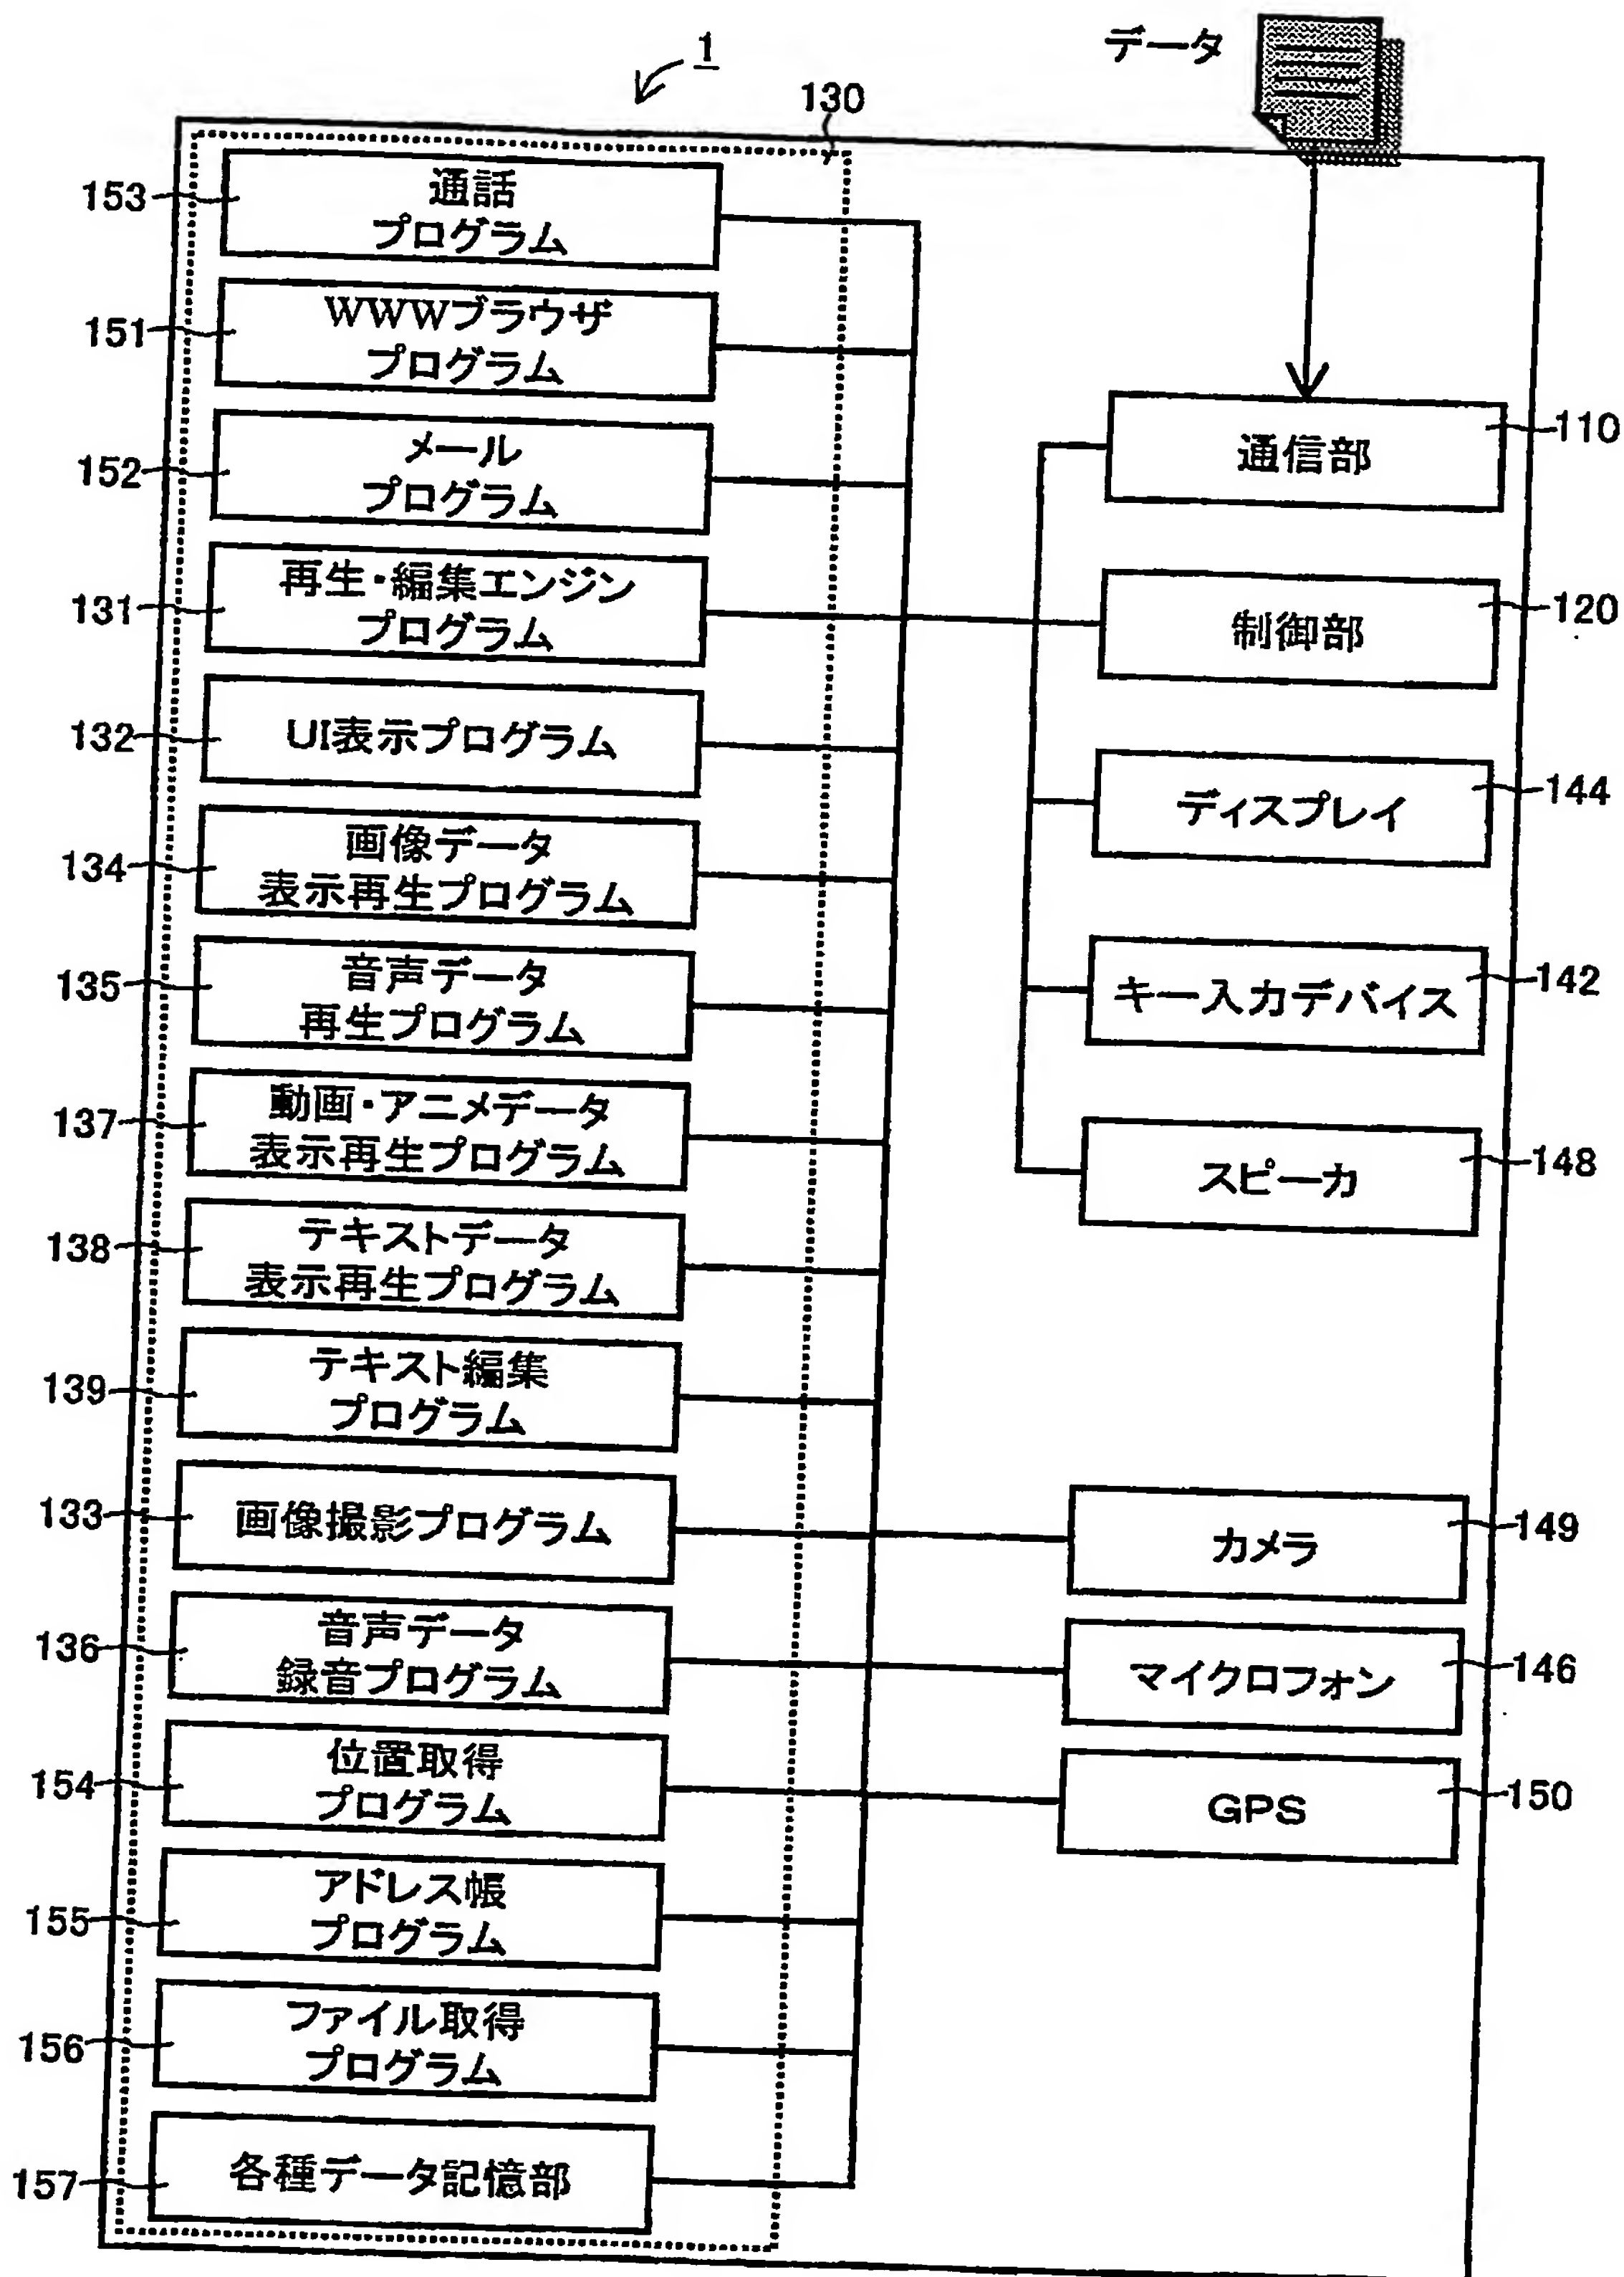 1
データ
130
153
通話
プログラム
151
WWWブラウザ
プログラム
152
メール
プログラム
131
再生・編集エンジン
プログラム
132
UI表示プログラム
134
画像データ
表示再生プログラム
135
音声データ
再生プログラム
137
動画・アニメデータ
表示再生プログラム
138
テキストデータ
表示再生プログラム
139
テキスト編集
プログラム
133
画像撮影プログラム
136
音声データ
録音プログラム
154
位置取得
プログラム
155
アドレス帳
プログラム
156
ファイル取得
プログラム
157
各種データ記憶部
通信部
110
制御部
120
ディスプレイ
144
キー入力デバイス
142
スピーカ
148
カメラ
149
マイクロフォン
146
GPS
150